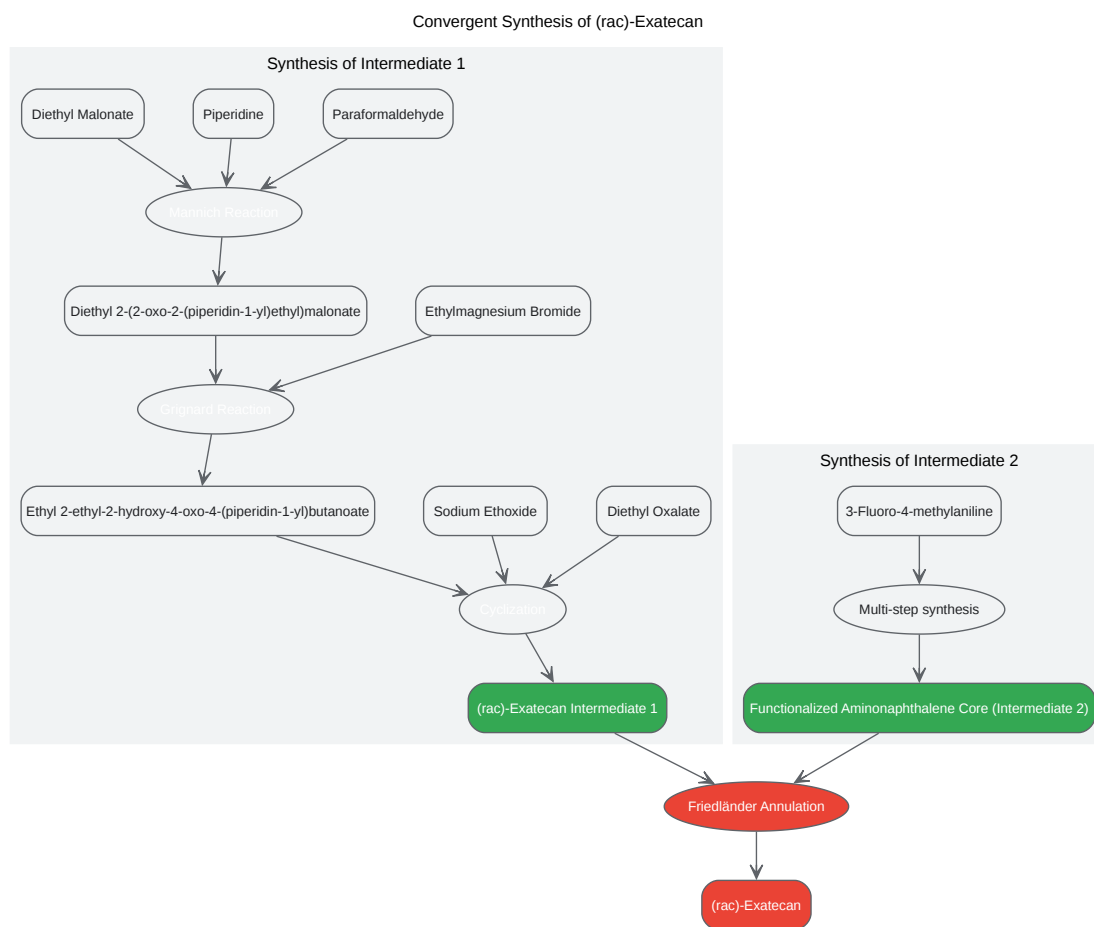 Convergent Synthesis of (rac)-Exatecan
Synthesis of Intermediate 1
Diethyl Malonate
Piperidine
Paraformaldehyde
Mannich Reaction
Diethyl 2-(2-oxo-2-(piperidin-1-yl)ethyl)malonate
Ethylmagnesium Bromide
Grignard Reaction
Ethyl 2-ethyl-2-hydroxy-4-oxo-4-(piperidin-1-yl)butanoate
Sodium Ethoxide
Diethyl Oxalate
Cyclization
(rac)-Exatecan Intermediate 1
Synthesis of Intermediate 2
3-Fluoro-4-methylaniline
Multi-step synthesis
Functionalized Aminonaphthalene Core (Intermediate 2)
Friedländer Annulation
(rac)-Exatecan